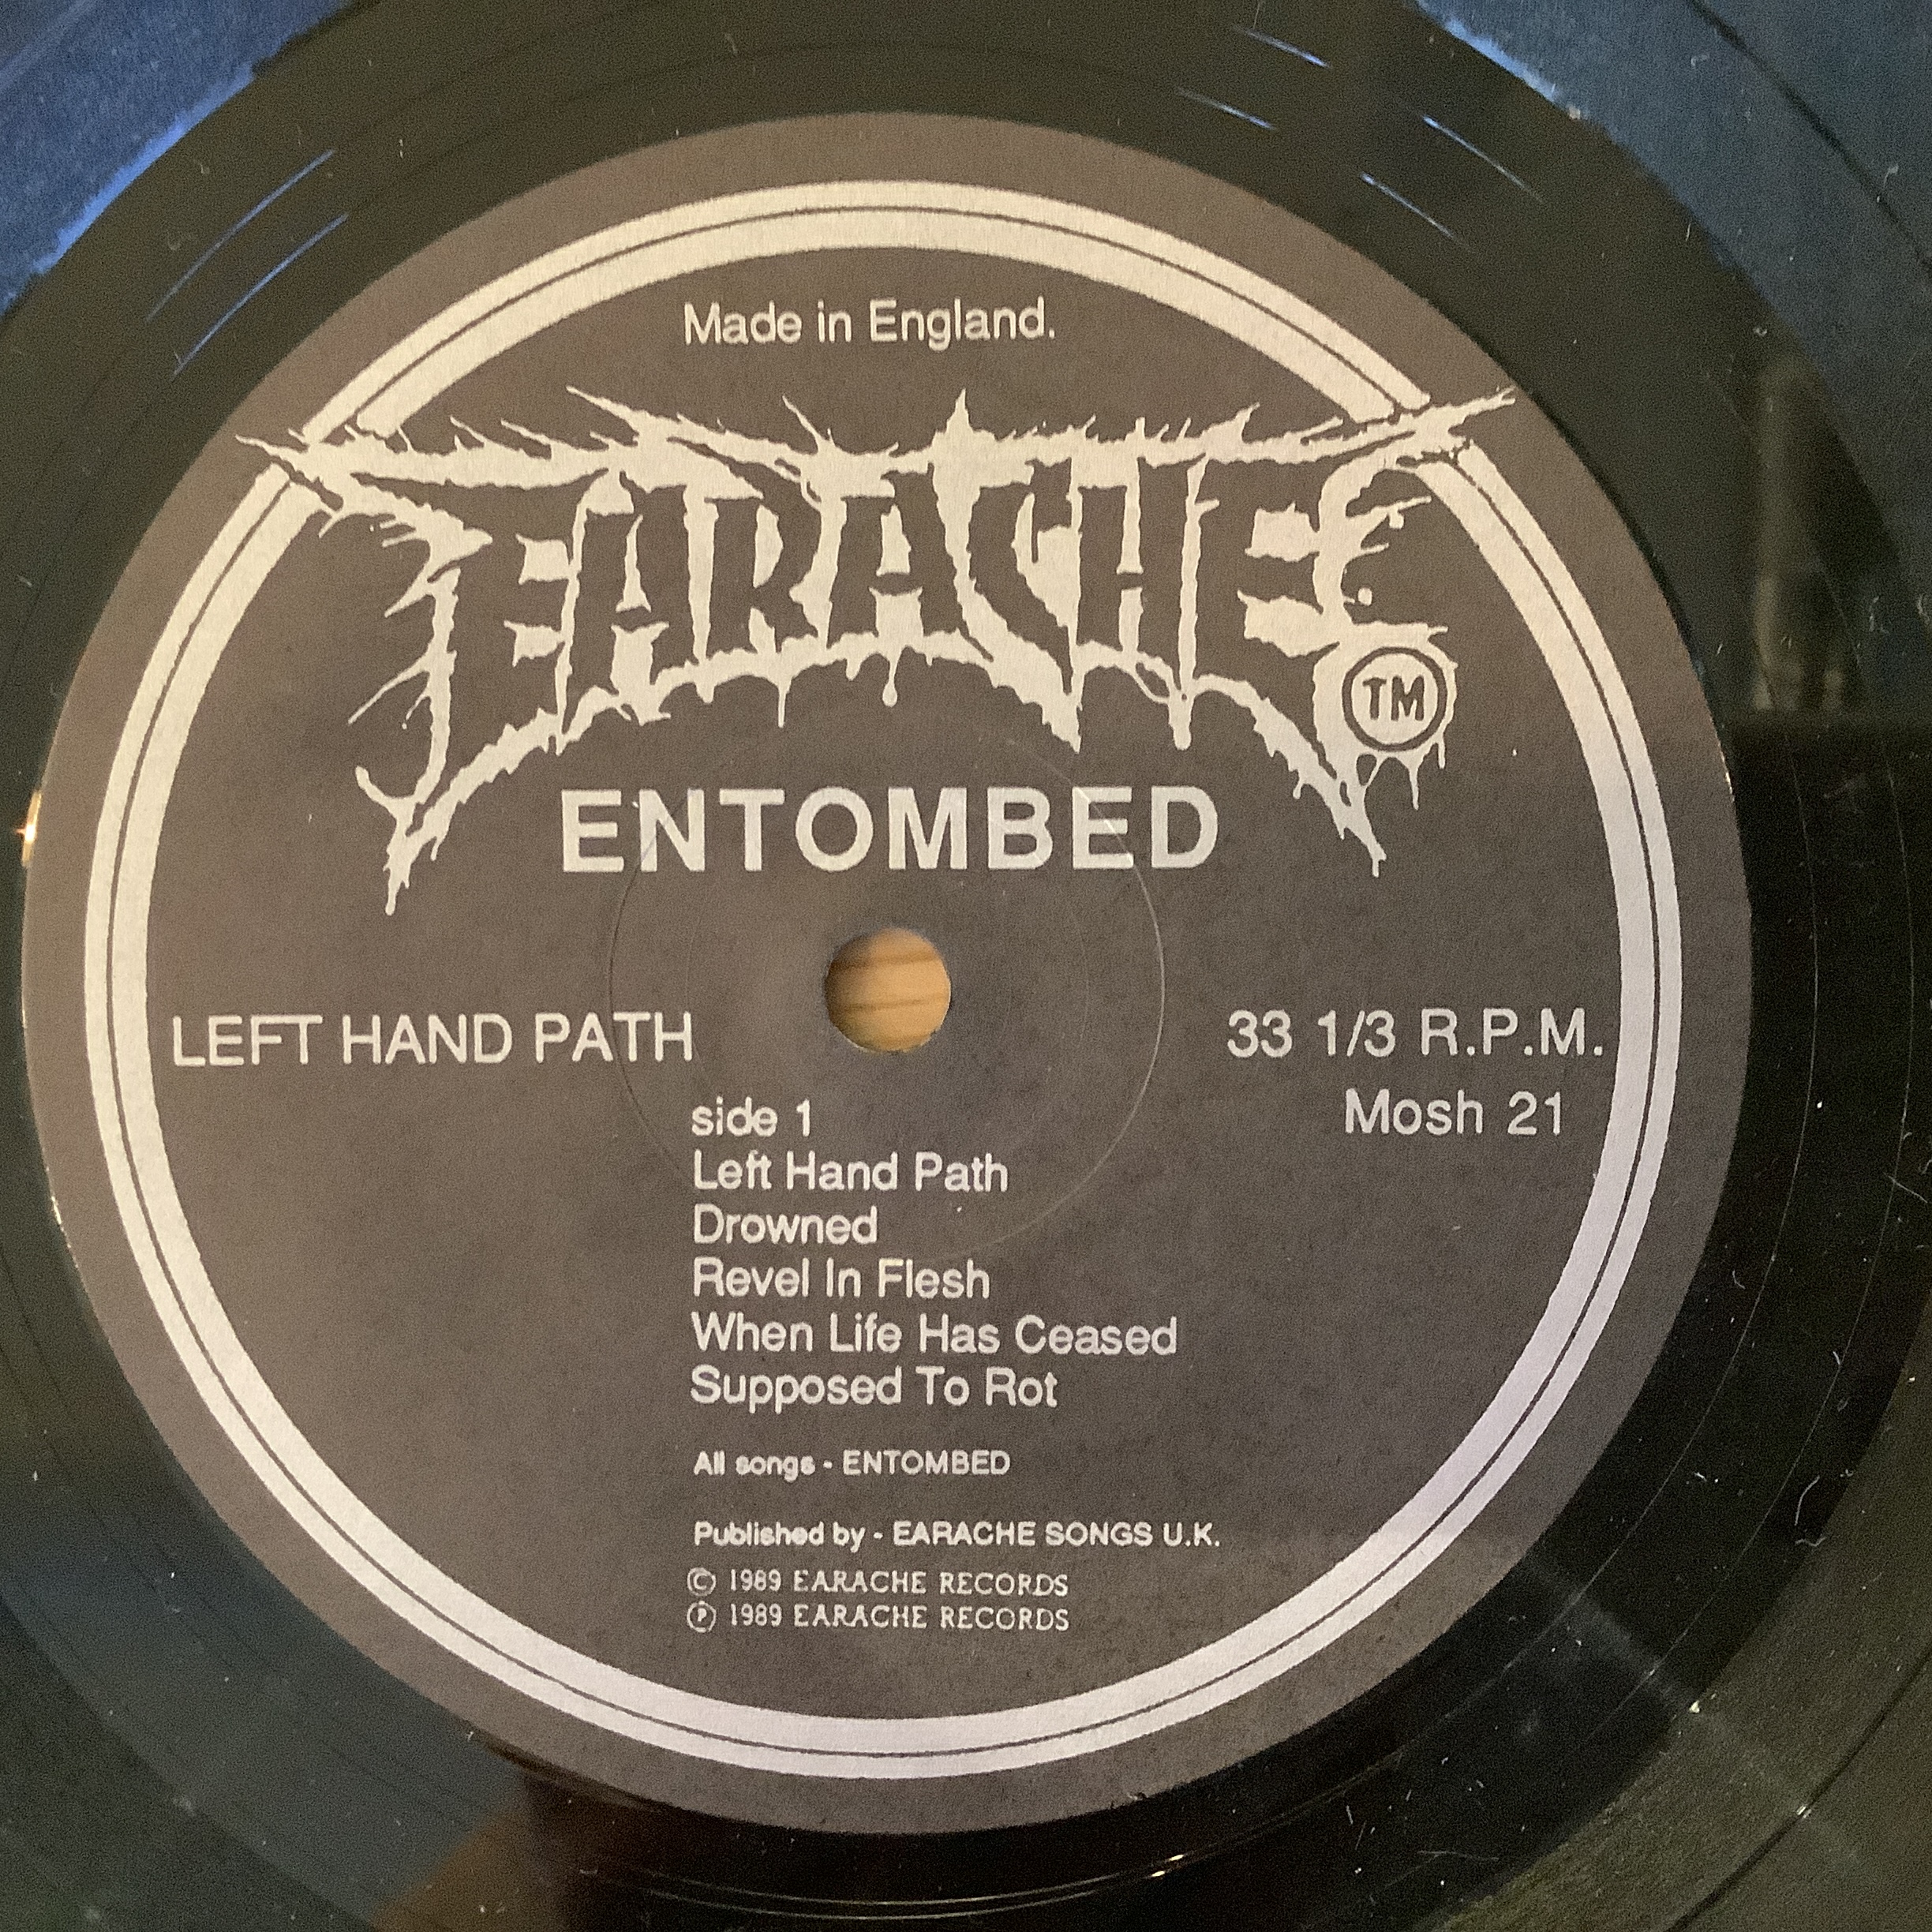 Made in England.
EARACHE
TM
ENTOMBED
LEFT HAND PATH
33 1/3 R.P.M.
Mosh 21
side 1
Left Hand Path
Drowned
Revel In Flesh
When Life Has Ceased
Supposed To Rot
All songs - ENTOMBED
Published by - EARACHE SONGS U.K.
© 1989 EARACHE RECORDS
℗ 1989 EARACHE RECORDS